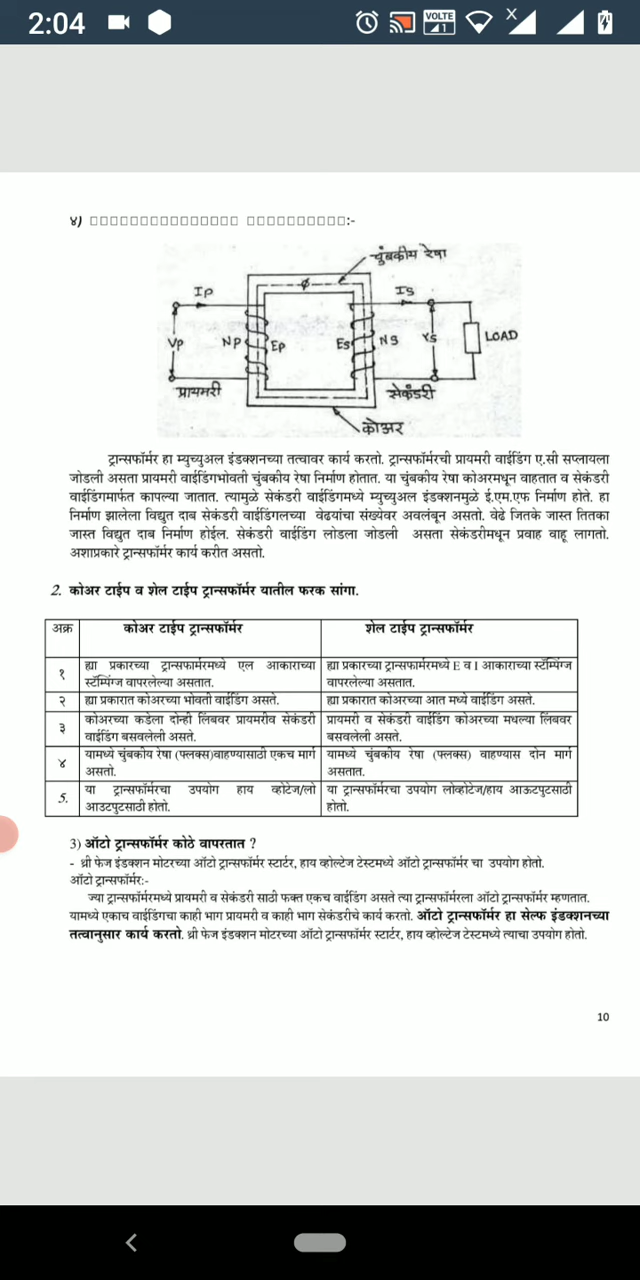 2:04
VOLTE
1
X
४) □□□□□□□□□□□□□□□ □□□□□□□□□□:-
चुंबकीय रेषा
Φ
IP
IS
VP
NP
EP
ES
NS
VS
LOAD
प्रायमरी
सेकंडरी
कोअर
ट्रान्सफॉर्मर हा म्युच्युअल इंडक्शनच्या तत्वावर कार्य करतो. ट्रान्सफॉर्मरची प्रायमरी वाईंडिंग ए.सी सप्लायला
जोडली असता प्रायमरी वाईडिंगभोवती चुंबकीय रेषा निर्माण होतात. या चुंबकीय रेषा कोअरमधून वाहतात व सेकंडरी
वाईडिंगमार्फत कापल्या जातात. त्यामुळे सेकंडरी वाईडिंगमध्ये म्युच्युअल इंडक्शनमुळे ई.एम.एफ निर्माण होते. हा
निर्माण झालेला विद्युत दाब सेकंडरी वाईडिंगलच्या वेढयांचा संख्येवर अवलंबून असतो. वेढे जितके जास्त तितका
जास्त विद्युत दाब निर्माण होईल. सेकंडरी वाईडिंग लोडला जोडली असता सेकंडरीमधून प्रवाह वाहू लागतो.
अशाप्रकारे ट्रान्सफॉर्मर कार्य करीत असतो.
2. कोअर टाईप व शेल टाईप ट्रान्सफॉर्मर यातील फरक सांगा.
अक्र कोअर टाईप ट्रान्सफॉर्मर शेल टाईप ट्रान्सफॉर्मर
१ ह्या प्रकारच्या ट्रान्सफार्मरमध्ये एल आकाराच्या स्टॅम्पिंग्ज वापरलेल्या असतात. ह्या प्रकारच्या ट्रान्सफार्मरमध्ये E व I आकाराच्या स्टॅम्पिंग्ज वापरलेल्या असतात.
२ ह्या प्रकारात कोअरच्या भोवती वाईंडिंग असते. ह्या प्रकारात कोअरच्या आत मध्ये वाईंडिंग असते.
३ कोअरच्या कडेला दोन्ही लिंबवर प्रायमरीव सेकंडरी वाईंडिंग बसवलेली असते. प्रायमरी व सेकंडरी वाईंडिंग कोअरच्या मधल्या लिंबवर बसवलेली असते.
४ यामध्ये चुंबकीय रेषा (फ्लक्स)वाहण्यासाठी एकच मार्ग असतो. यामध्ये चुंबकीय रेषा (फ्लक्स) वाहण्यास दोन मार्ग असतात.
5. या ट्रान्सफॉर्मरचा उपयोग हाय व्होटेज/लो आउटपुटसाठी होतो. या ट्रान्सफॉर्मरचा उपयोग लोव्होटेज/हाय आऊटपुटसाठी होतो.
3) ऑटो ट्रान्सफॉर्मर कोठे वापरतात ?
- थ्री फेज इंडक्शन मोटरच्या ऑटो ट्रान्सफॉर्मर स्टार्टर, हाय व्होल्टेज टेस्टमध्ये ऑटो ट्रान्सफॉर्मर चा उपयोग होतो.
ऑटो ट्रान्सफॉर्मर:-
ज्या ट्रान्सफॉर्मरमध्ये प्रायमरी व सेकंडरी साठी फक्त एकच वाईंडिंग असते त्या ट्रान्सफॉर्मरला ऑटो ट्रान्सफॉर्मर म्हणतात.
यामध्ये एकाच वाईंडिंगचा काही भाग प्रायमरी व काही भाग सेकंडरीचे कार्य करतो. ऑटो ट्रान्सफॉर्मर हा सेल्फ इंडक्शनच्या
तत्वानुसार कार्य करतो. थ्री फेज इंडक्शन मोटरच्या ऑटो ट्रान्सफॉर्मर स्टार्टर, हाय व्होल्टेज टेस्टमध्ये त्याचा उपयोग होतो.
10